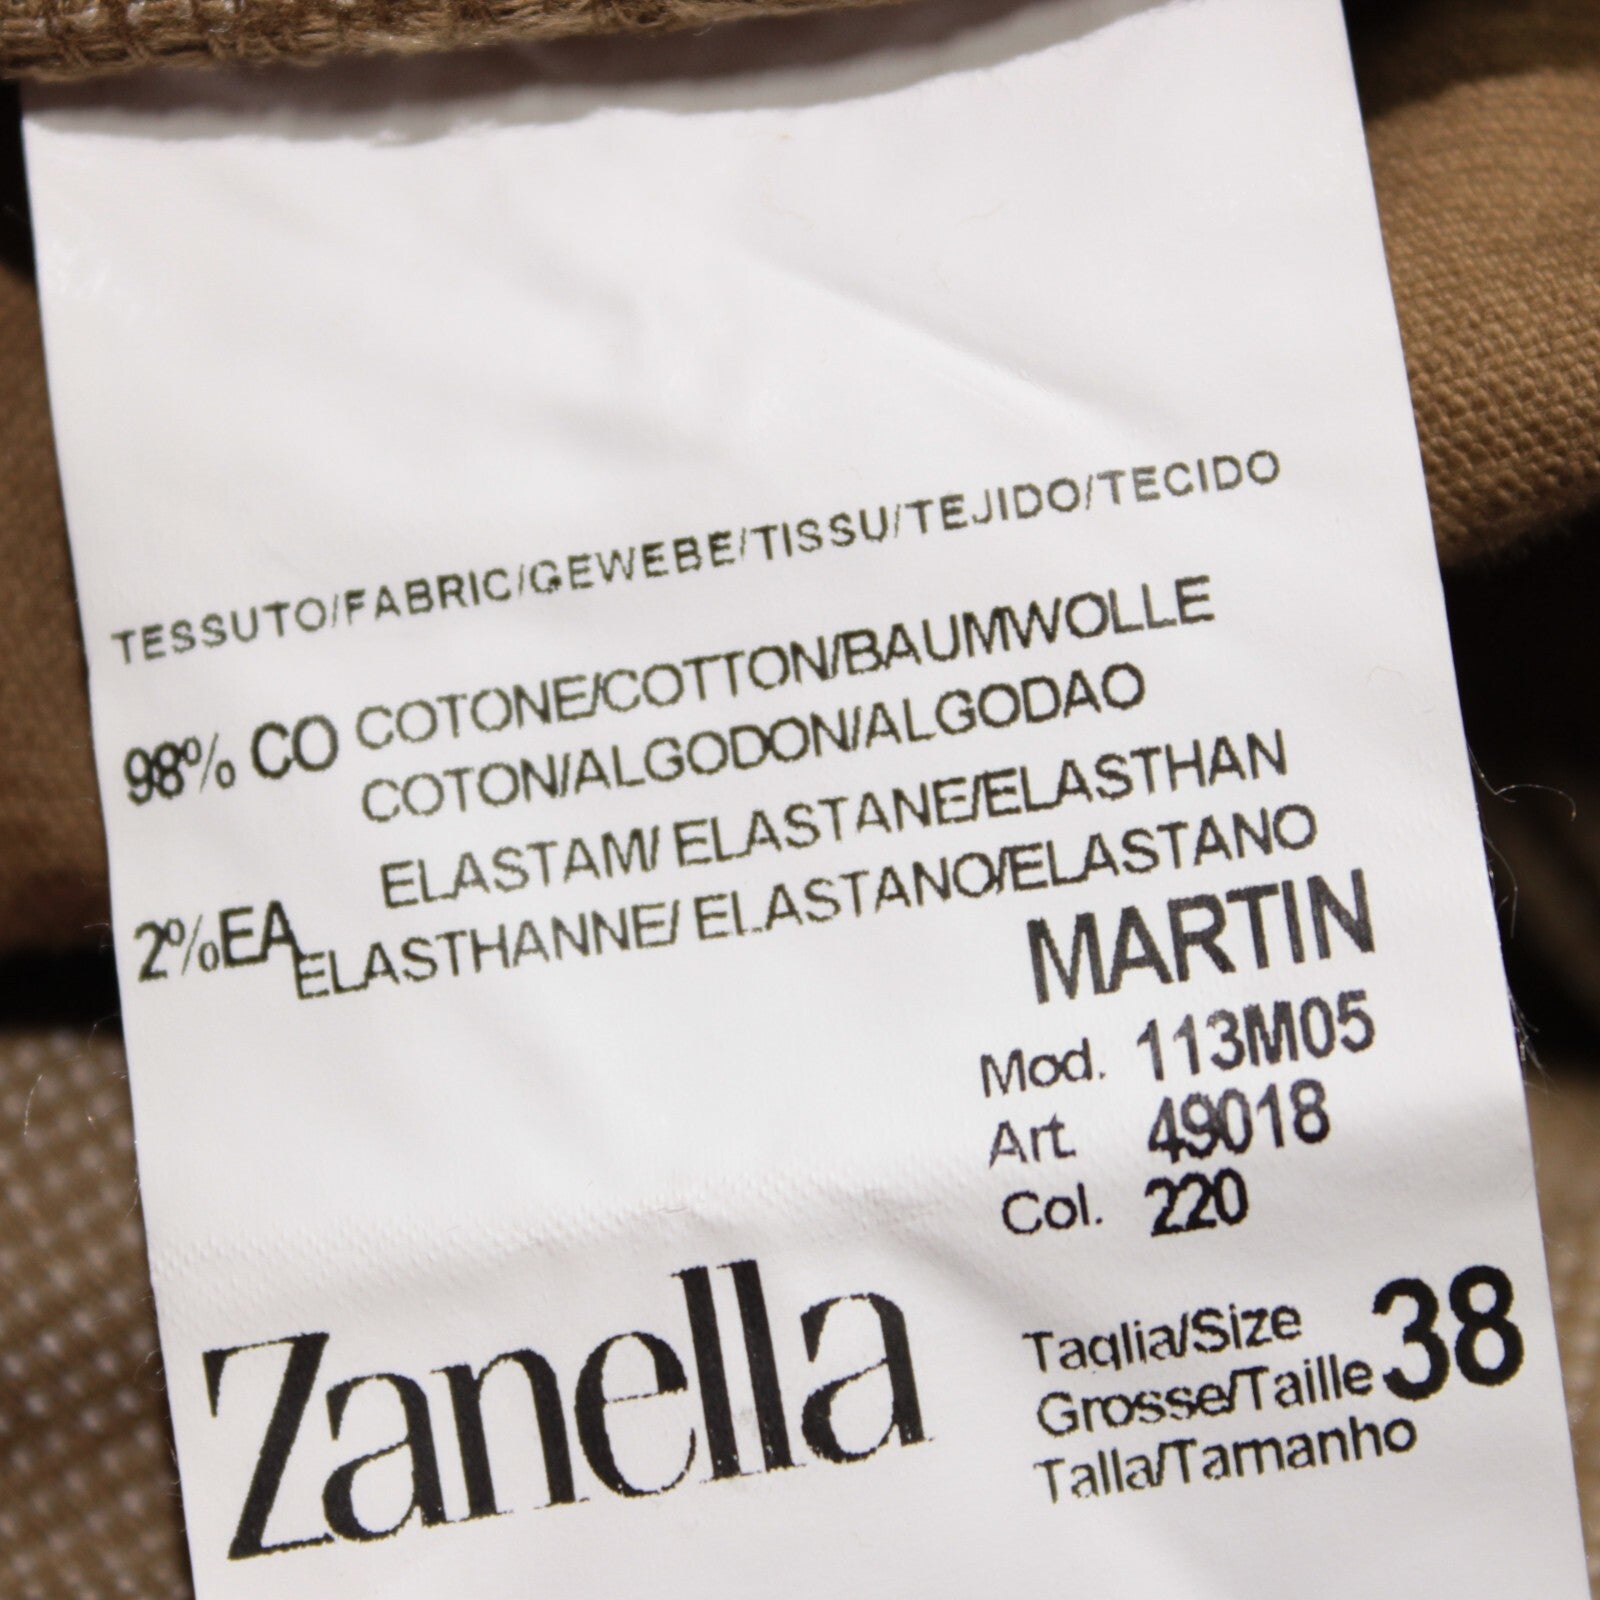 TESSUTO/FABRIC/GEWEBE/TISSU/TEJIDO/TECIDO
98% CO COTONE/COTTON/BAUMWOLLE
COTON/ALGODON/ALGODAO
ELASTAM/ ELASTANE/ELASTHAN
2%EA ELASTHANNE/ ELASTANO/ELASTANO
MARTIN
Mod. 113M05
Art. 49018
Col. 220
Zanella
Taglia/Size
Grosse/Taille 38
Talla/Tamanho